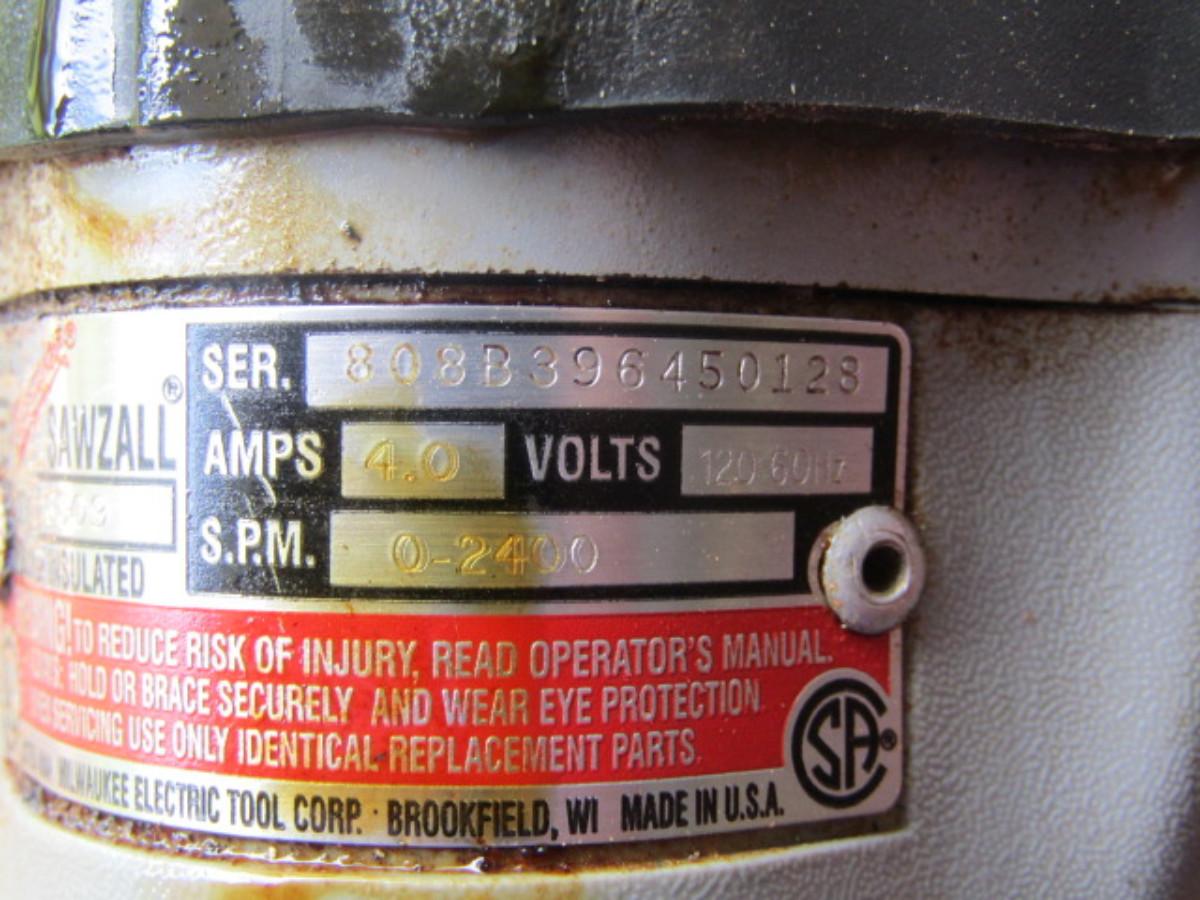 SER. 808B396450128
SAWZALL®
AMPS 4.0 VOLTS 120 60Hz
S.P.M. 0-2400
INSULATED
TO REDUCE RISK OF INJURY, READ OPERATOR'S MANUAL.
HOLD OR BRACE SECURELY AND WEAR EYE PROTECTION
SERVICING USE ONLY IDENTICAL REPLACEMENT PARTS.
MILWAUKEE ELECTRIC TOOL CORP. · BROOKFIELD, WI MADE IN U.S.A.
SA®